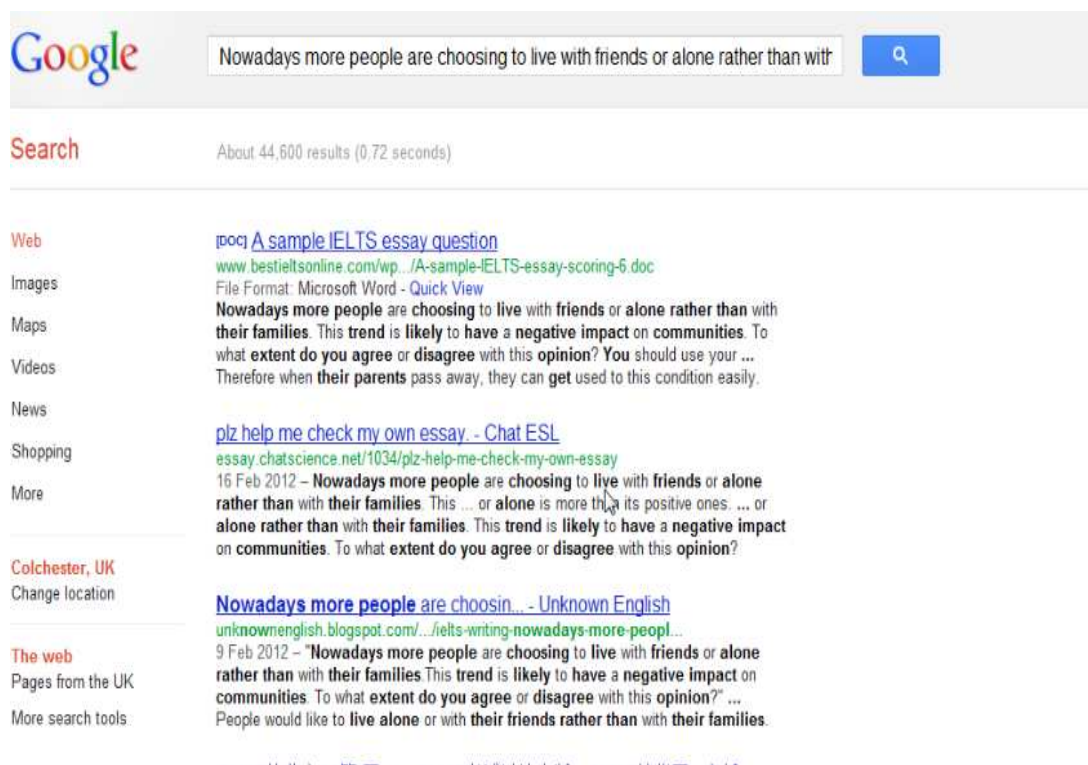 Google
Nowadays more people are choosing to live with friends or alone rather than with
Search
About 44,600 results (0.72 seconds)
Web
Images
Maps
Videos
News
Shopping
More
Colchester, UK
Change location
The web
Pages from the UK
More search tools
[DOC] A sample IELTS essay question
www.bestieltsonline.com/wp.../A-sample-IELTS-essay-scoring-6.doc
File Format: Microsoft Word - Quick View
Nowadays more people are choosing to live with friends or alone rather than with
their families. This trend is likely to have a negative impact on communities. To
what extent do you agree or disagree with this opinion? You should use your ...
Therefore when their parents pass away, they can get used to this condition easily.
plz help me check my own essay. - Chat ESL
essay.chatscience.net/1034/plz-help-me-check-my-own-essay
16 Feb 2012 – Nowadays more people are choosing to live with friends or alone
rather than with their families. This ... or alone is more than its positive ones. ... or
alone rather than with their families. This trend is likely to have a negative impact
on communities. To what extent do you agree or disagree with this opinion?
Nowadays more people are choosin... - Unknown English
unknownenglish.blogspot.com/.../ielts-writing-nowadays-more-peopl...
9 Feb 2012 – "Nowadays more people are choosing to live with friends or alone
rather than with their families.This trend is likely to have a negative impact on
communities. To what extent do you agree or disagree with this opinion?" ...
People would like to live alone or with their friends rather than with their families.